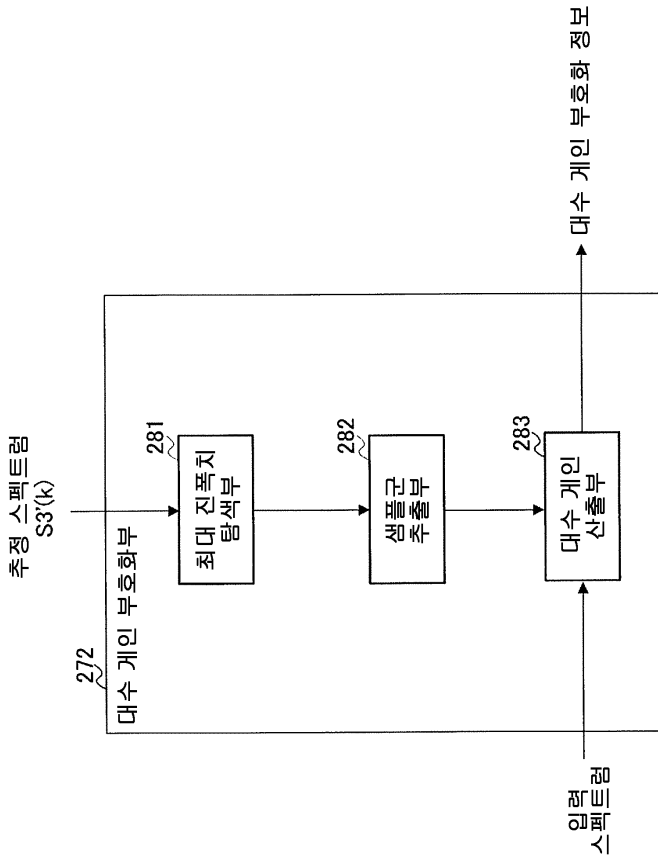 추정 스펙트럼
S3'(k)
272
대수 게인 부호화부
281
최대 진폭치
탐색부
282
샘플군
추출부
283
대수 게인
산출부
입력
스펙트럼
대수 게인 부호화 정보